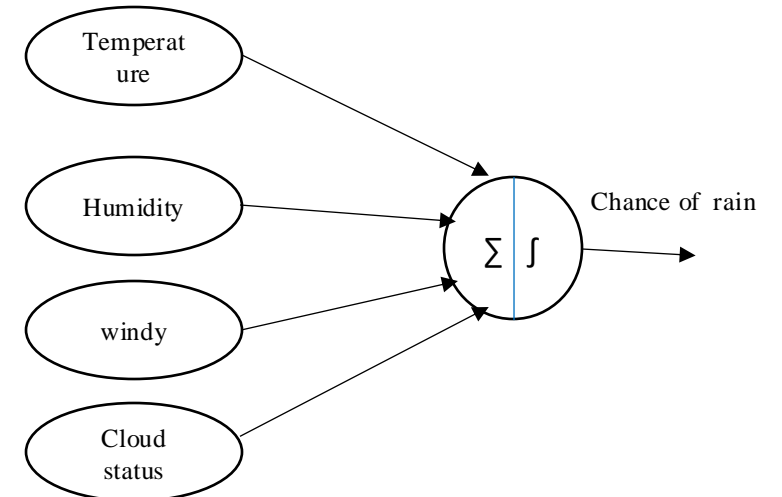 Temperat
ure
Humidity
windy
Cloud
status
∑ ∫
Chance of rain